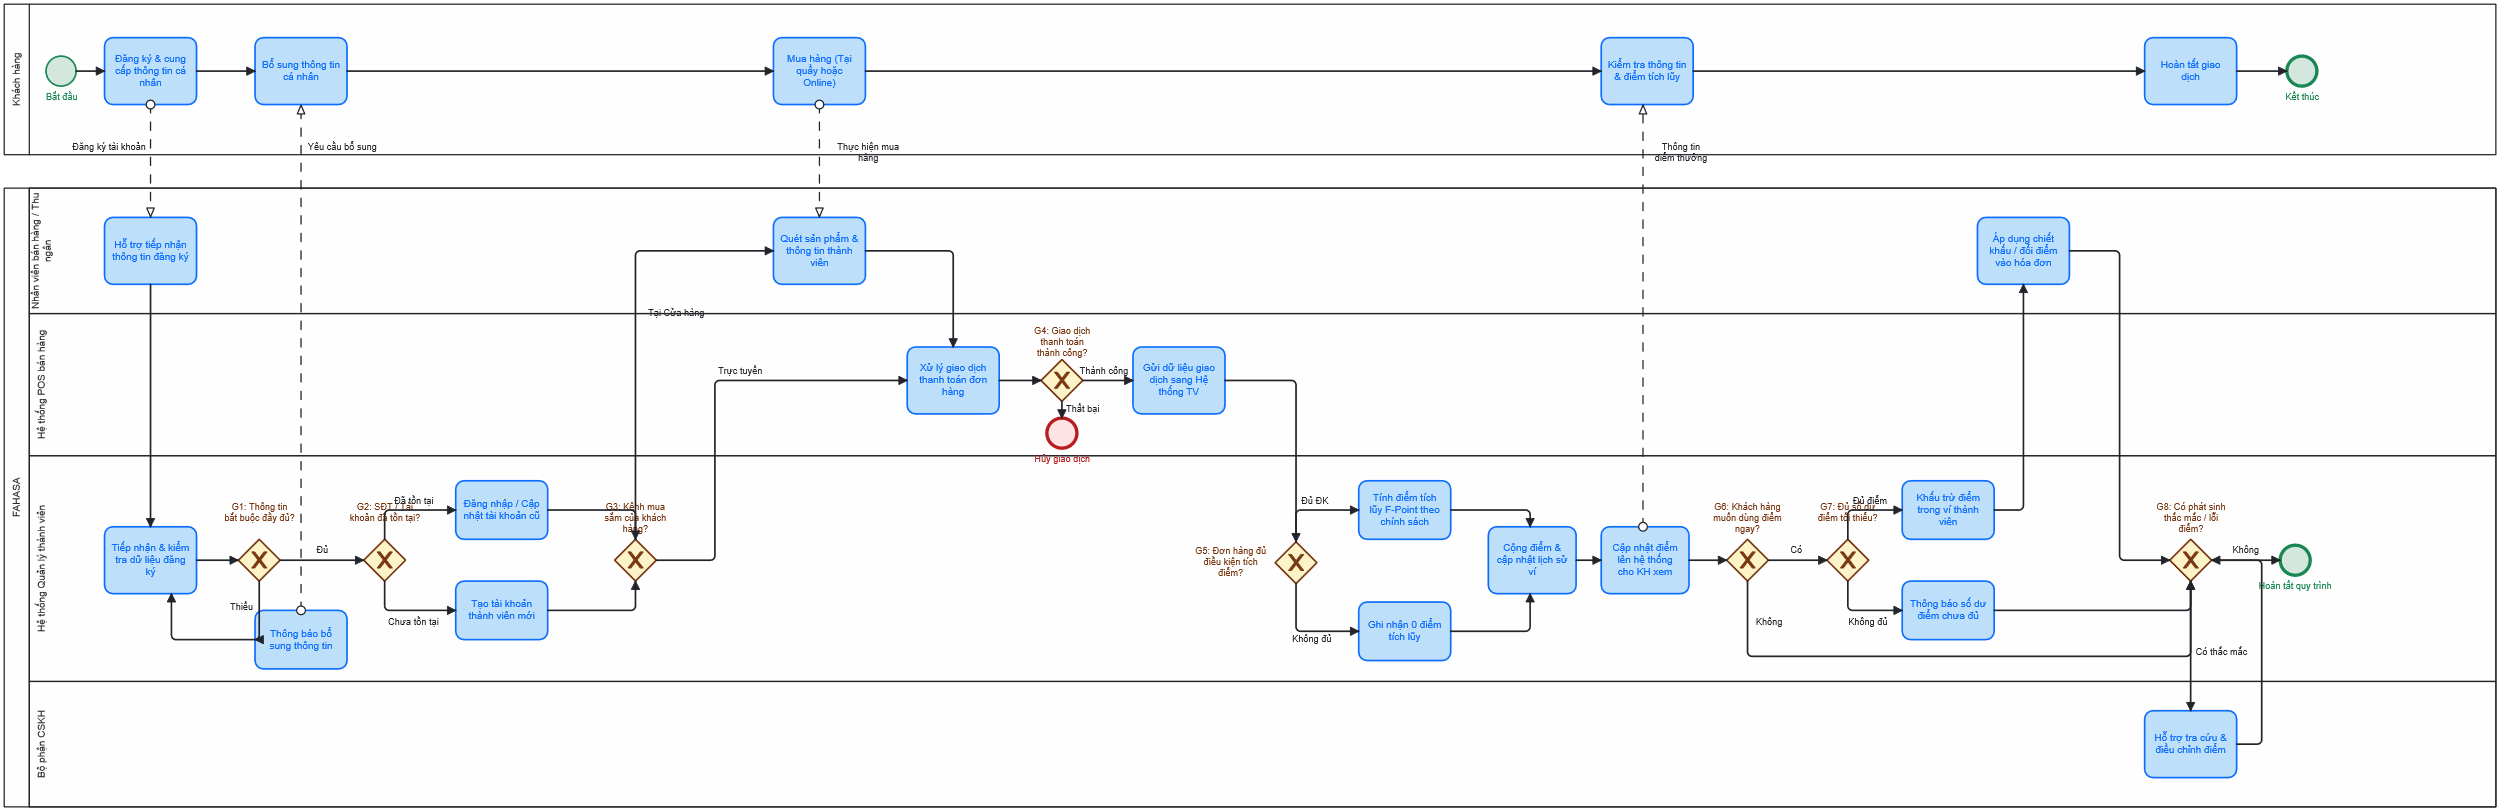 Khách hàng
Bắt đầu
Đăng ký & cung
cấp thông tin cá
nhân
Bổ sung thông tin
cá nhân
Mua hàng (Tại
quầy hoặc
Online)
Kiểm tra thông tin
& điểm tích lũy
Hoàn tất giao
dịch
Kết thúc
Đăng ký tài khoản
Yêu cầu bổ sung
Thực hiện mua
hàng
Thông tin
điểm thưởng
FAHASA
Nhân viên bán hàng / Thu
ngân
Hỗ trợ tiếp nhận
thông tin đăng ký
Quét sản phẩm &
thông tin thành
viên
Áp dụng chiết
khấu / đổi điểm
vào hóa đơn
Tại Cửa hàng
Hệ thống POS bán hàng
Trực tuyến
Xử lý giao dịch
thanh toán đơn
hàng
G4: Giao dịch
thanh toán
thành công?
Thành công
Thất bại
Hủy giao dịch
Gửi dữ liệu giao
dịch sang Hệ
thống TV
Hệ thống Quản lý thành viên
Tiếp nhận & kiểm
tra dữ liệu đăng
ký
G1: Thông tin
bắt buộc đầy đủ?
Đủ
Thiếu
Thông báo bổ
sung thông tin
G2: SĐT / Tài
khoản đã tồn tại?
Đã tồn tại
Chưa tồn tại
Đăng nhập / Cập
nhật tài khoản cũ
Tạo tài khoản
thành viên mới
G3: Kênh mua
sắm của khách
hàng?
G5: Đơn hàng đủ
điều kiện tích
điểm?
Đủ ĐK
Không đủ
Tính điểm tích
lũy F-Point theo
chính sách
Ghi nhận 0 điểm
tích lũy
Cộng điểm &
cập nhật lịch sử
ví
Cập nhật điểm
lên hệ thống
cho KH xem
G6: Khách hàng
muốn dùng điểm
ngay?
Có
Không
G7: Đủ số dư
điểm tối thiểu?
Đủ điểm
Không đủ
Khấu trừ điểm
trong ví thành
viên
Thông báo số dư
điểm chưa đủ
G8: Có phát sinh
thắc mắc / lỗi
điểm?
Không
Có thắc mắc
Hoàn tất quy trình
Bộ phận CSKH
Hỗ trợ tra cứu &
điều chỉnh điểm